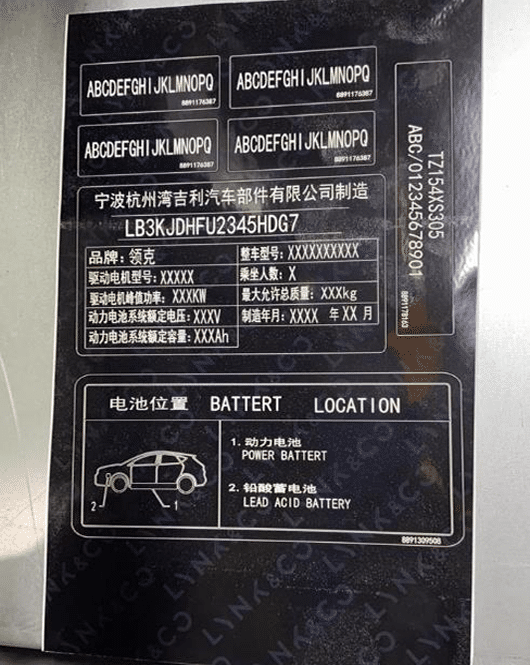 ABCDEFGHIJKLMNOPQ
8891176387
ABCDEFGHIJKLMNOPQ
8891176387
ABCDEFGHIJKLMNOPQ
8891176387
ABCDEFGHIJKLMNOPQ
8891176387
TZ154XS305
ABC/012345678901
8891178163
宁波杭州湾吉利汽车部件有限公司制造
LB3KJDHFU2345HDG7
品牌:领克
整车型号:XXXXXXXXXX
驱动电机型号:XXXXX
乘坐人数:X
驱动电机峰值功率:XXXKW
最大允许总质量:XXXkg
动力电池系统额定电压:XXXV
制造年月:XXXX 年XX月
动力电池系统额定容量:XXXAh
电池位置 BATTERT LOCATION
1. 动力电池
POWER BATTERT
2. 铅酸蓄电池
LEAD ACID BATTERY
2
1
8891309508
LYNK&CO